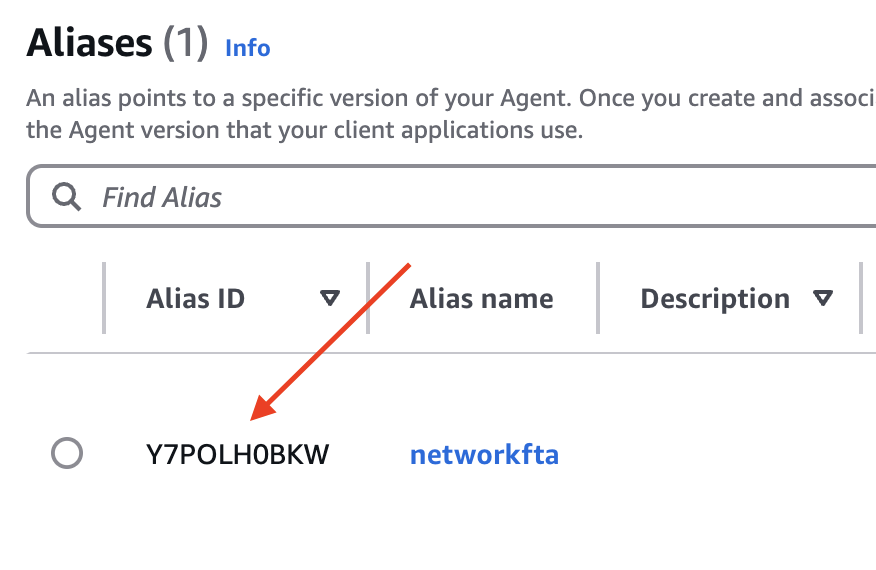 Aliases (1) Info
An alias points to a specific version of your Agent. Once you create and associ
the Agent version that your client applications use.
Find Alias
Alias ID Alias name Description
Y7POLH0BKW networkfta